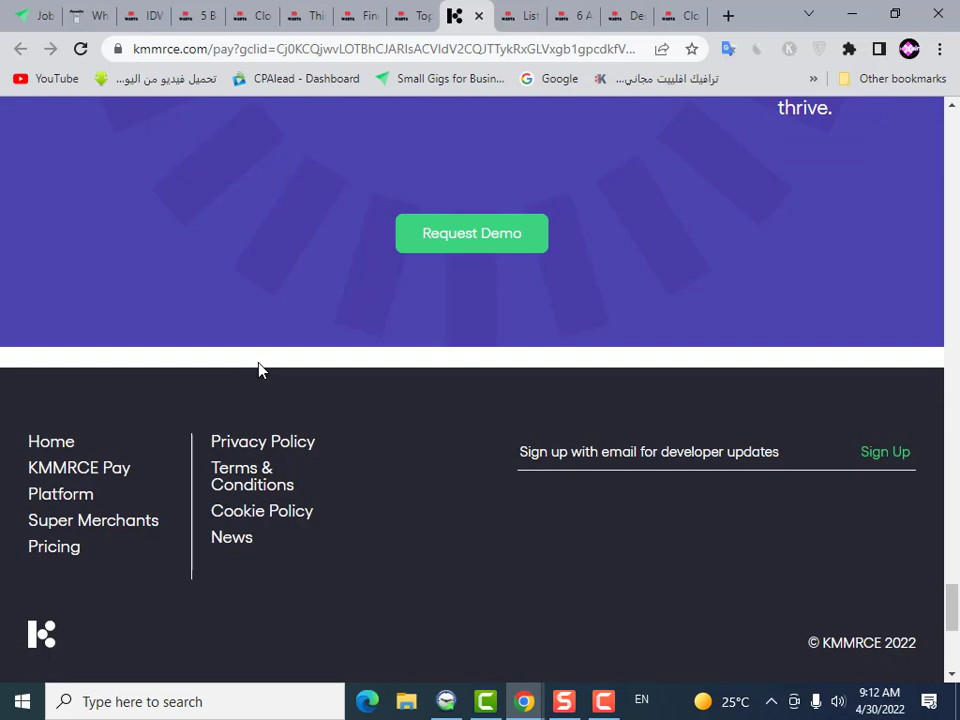 Job
Wh
IDV
5 B
Clo
Thi
Fin
Top
List
6 A
De
Clo
kmmrce.com/pay?gclid=Cj0KCQjwvLOTBhCJARIsACVldV2CQJTTykRxGLVxgb1gpcdkfV...
YouTube
تحميل فيديو من اليو...
CPAlead - Dashboard
Small Gigs for Busin...
Google
ترافيك افلييت مجاني...
»
Other bookmarks
thrive.
Request Demo
Home
KMMRCE Pay
Platform
Super Merchants
Pricing
Privacy Policy
Terms &
Conditions
Cookie Policy
News
Sign up with email for developer updates
Sign Up
© KMMRCE 2022
Type here to search
25°C
EN
9:12 AM
4/30/2022